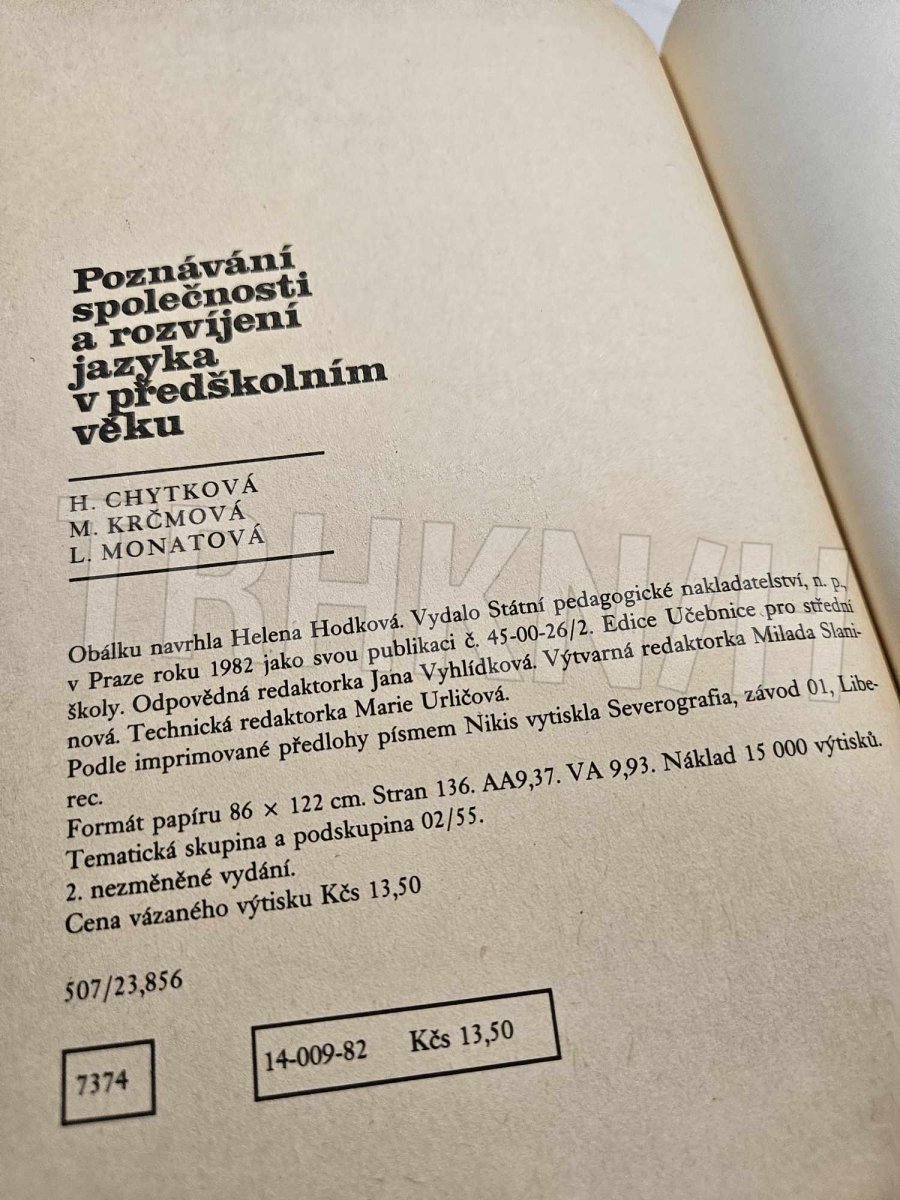 Poznávání
společnosti
a rozvíjení
jazyka
v předškolním
věku
H. CHYTKOVÁ
M. KRČMOVÁ
L. MONATOVÁ
TRHKNIH
Obálku navrhla Helena Hodková. Vydalo Státní pedagogické nakladatelství, n. p.,
v Praze roku 1982 jako svou publikaci č. 45-00-26/2. Edice Učebnice pro střední
školy. Odpovědná redaktorka Jana Vyhlídková. Výtvarná redaktorka Milada Slani-
nová. Technická redaktorka Marie Urličová.
Podle imprimované předlohy písmem Nikis vytiskla Severografia, závod 01, Libe-
rec.
Formát papíru 86 × 122 cm. Stran 136. AA9,37. VA 9,93. Náklad 15 000 výtisků.
Tematická skupina a podskupina 02/55.
2. nezměněné vydání.
Cena vázaného výtisku Kčs 13,50
507/23,856
7374
14-009-82 Kčs 13,50